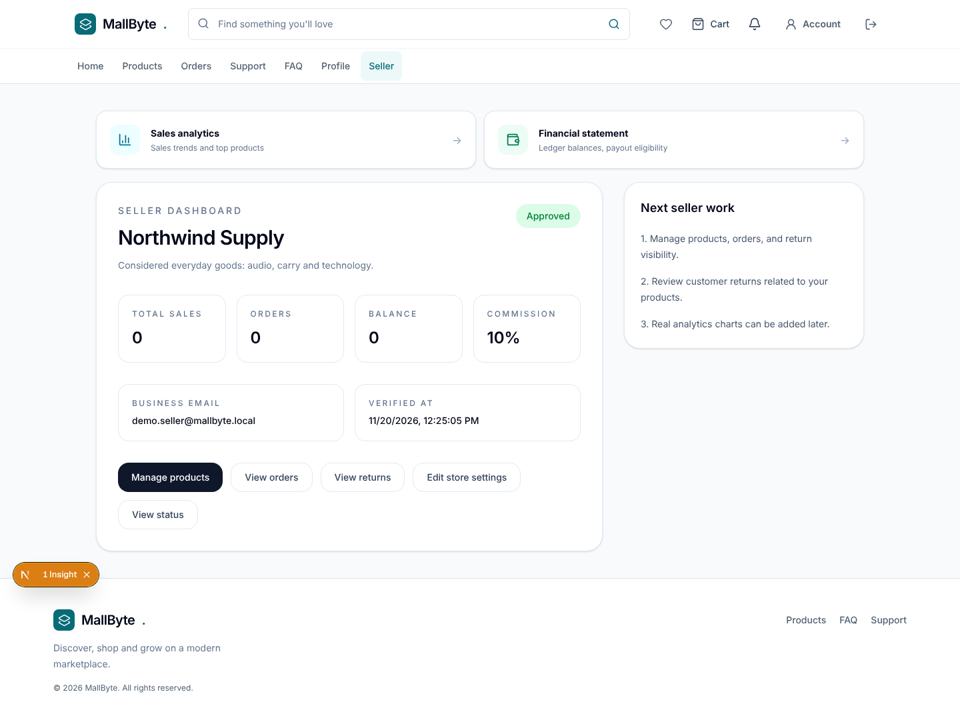 MallByte .
Find something you'll love
Cart
Account
Home
Products
Orders
Support
FAQ
Profile
Seller
Sales analytics
Sales trends and top products
Financial statement
Ledger balances, payout eligibility
SELLER DASHBOARD
Approved
Northwind Supply
Considered everyday goods: audio, carry and technology.
TOTAL SALES
0
ORDERS
0
BALANCE
0
COMMISSION
10%
BUSINESS EMAIL
demo.seller@mallbyte.local
VERIFIED AT
11/20/2026, 12:25:05 PM
Manage products
View orders
View returns
Edit store settings
View status
Next seller work
1. Manage products, orders, and return
visibility.
2. Review customer returns related to your
products.
3. Real analytics charts can be added later.
N
1 Insight
MallByte .
Discover, shop and grow on a modern
marketplace.
© 2026 MallByte. All rights reserved.
Products
FAQ
Support